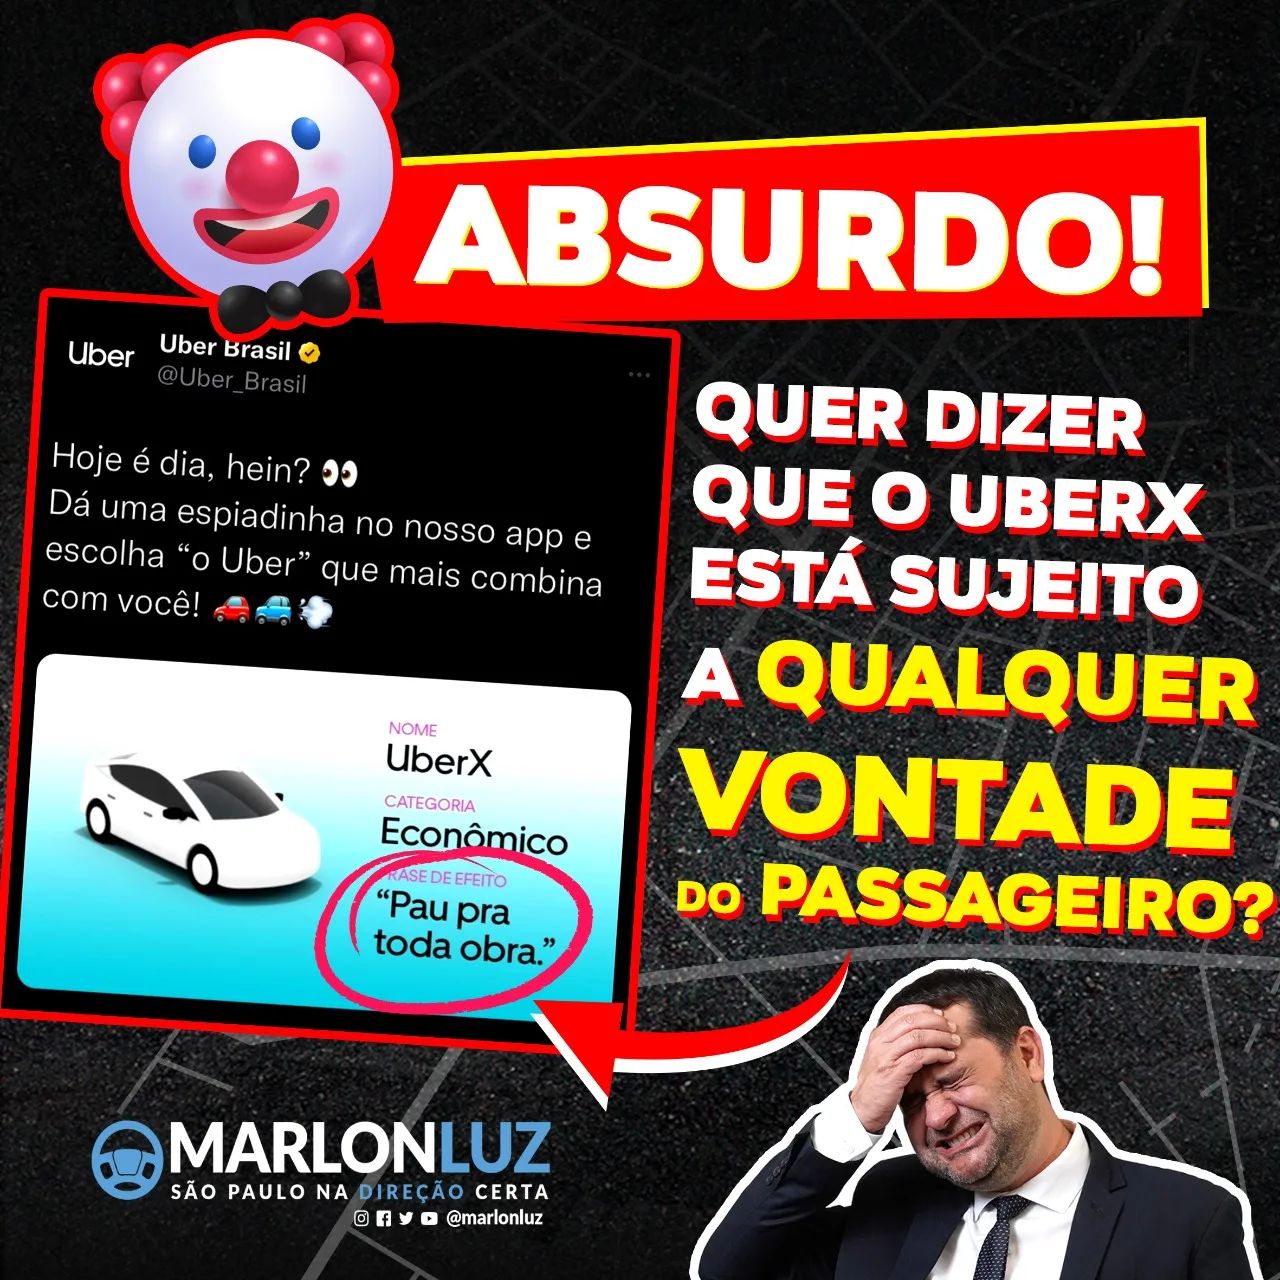 ABSURDO!
Uber
Uber Brasil
@Uber_Brasil
Hoje é dia, hein? 👀
Dá uma espiadinha no nosso app e
escolha “o Uber” que mais combina
com você! 🚗🚙💨
NOME
UberX
CATEGORIA
Econômico
RASE DE EFEITO
“Pau pra
toda obra.”
QUER DIZER
QUE O UBERX
ESTÁ SUJEITO
A QUALQUER
VONTADE
DO PASSAGEIRO?
MARLONLUZ
SÃO PAULO NA DIREÇÃO CERTA
@marlonluz